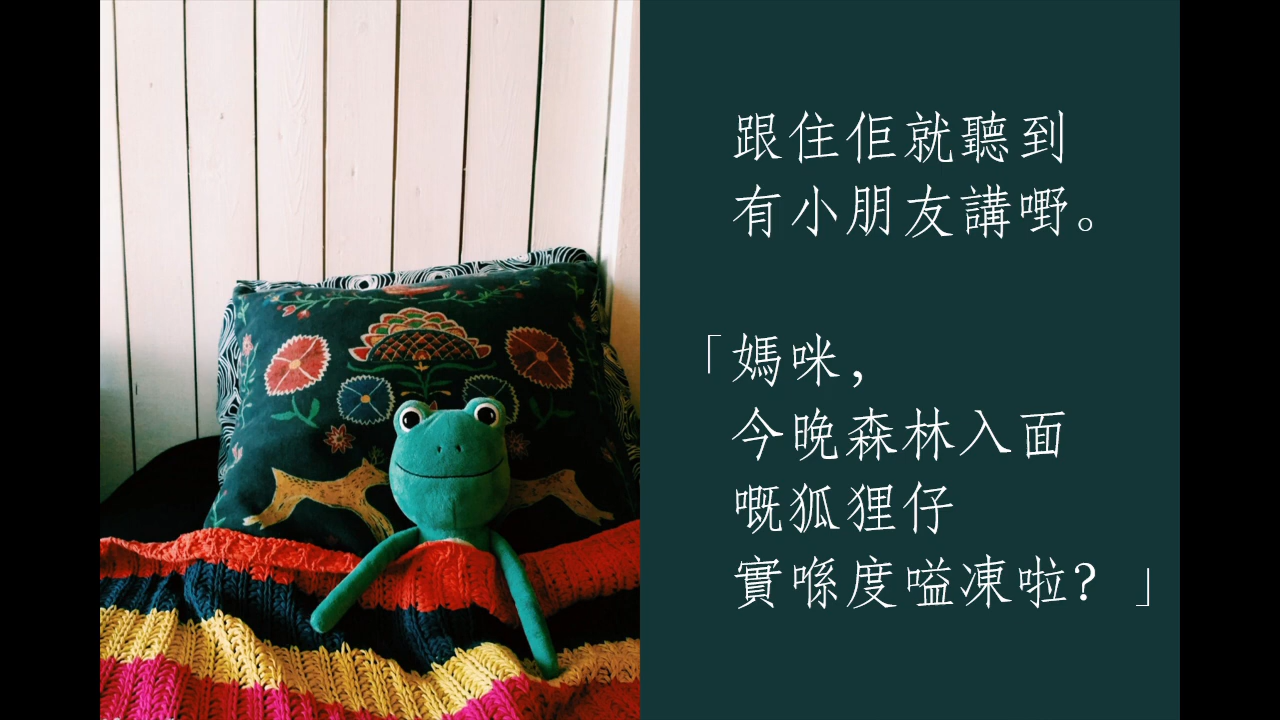 跟住佢就聽到
有小朋友講嘢。
「媽咪，
今晚森林入面
嘅狐狸仔
實喺度嗌凍啦？」